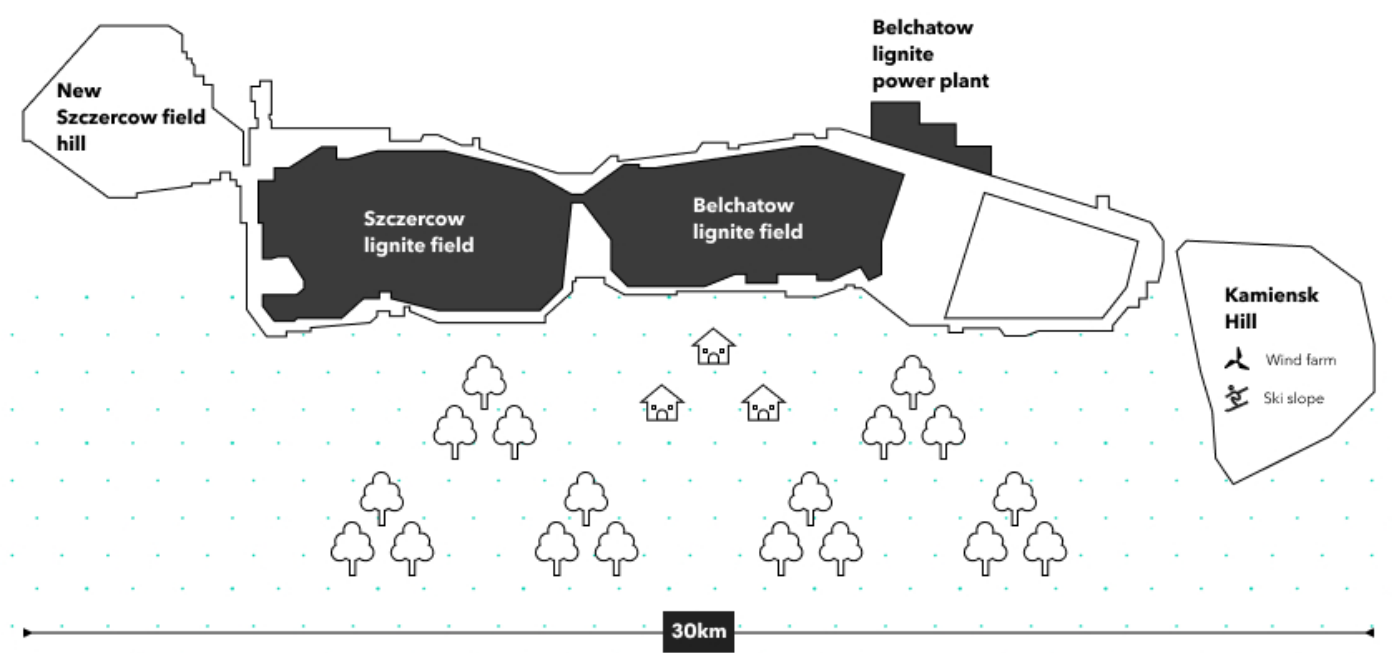 Belchatow
lignite
power plant
New
Szczercow field
hill
Szczercow
lignite field
Belchatow
lignite field
Kamiensk
Hill
Wind farm
Ski slope
30km